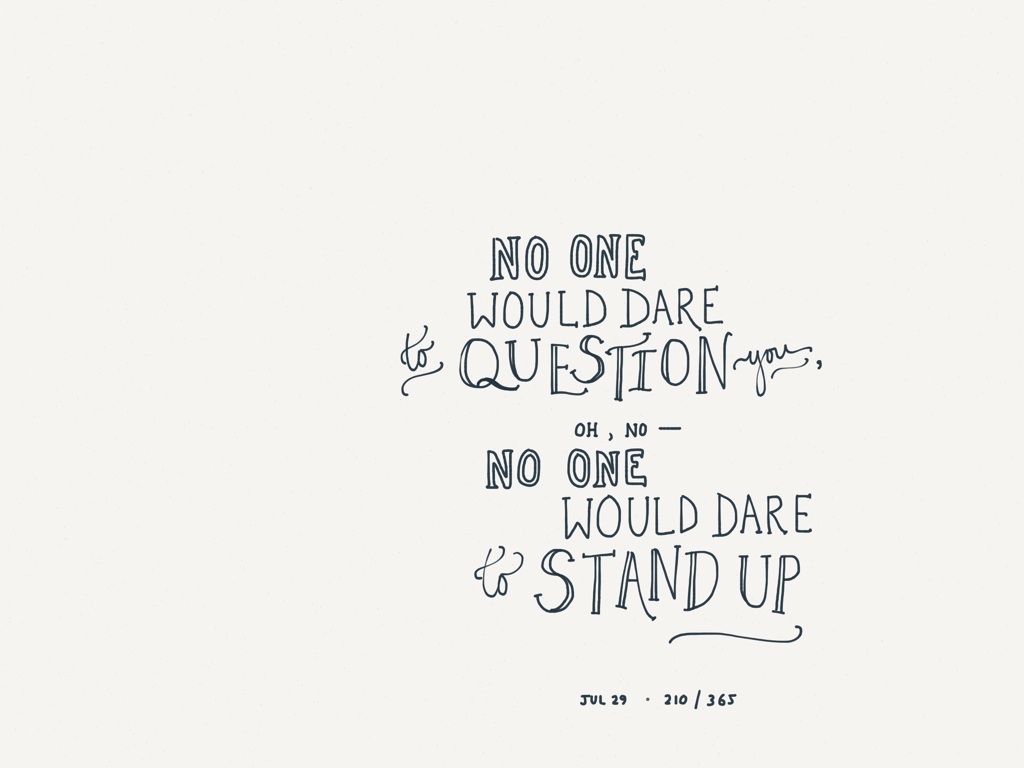 NO ONE
WOULD DARE
to QUESTION you,
OH, NO —
NO ONE
WOULD DARE
to STAND UP
JUL 29 · 210 / 365